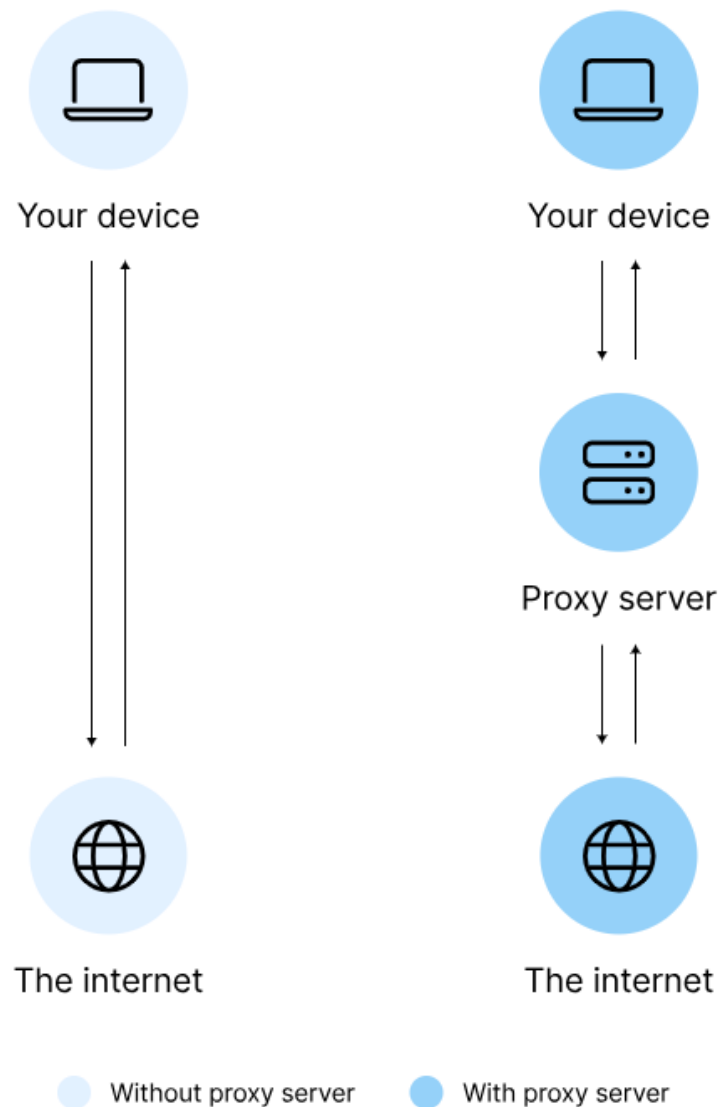 Your device
Your device
Proxy server
The internet
The internet
Without proxy server
With proxy server